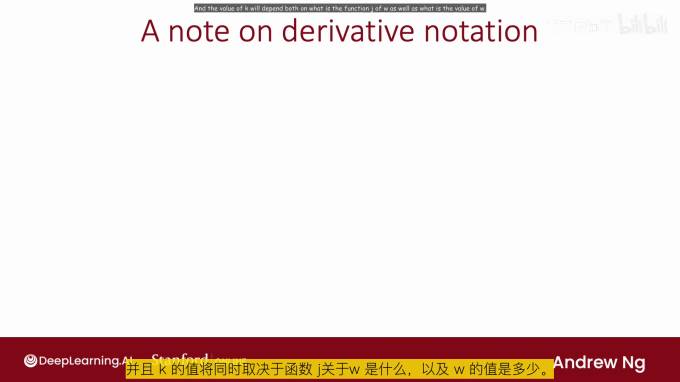 And the value of k will depend both on what is the function j of w as well as what is the value of w.
A note on derivative notation
bilibili
DeepLearning.AI Stanford
Andrew Ng
并且 k 的值将同时取决于函数 j关于w 是什么，以及 w 的值是多少。